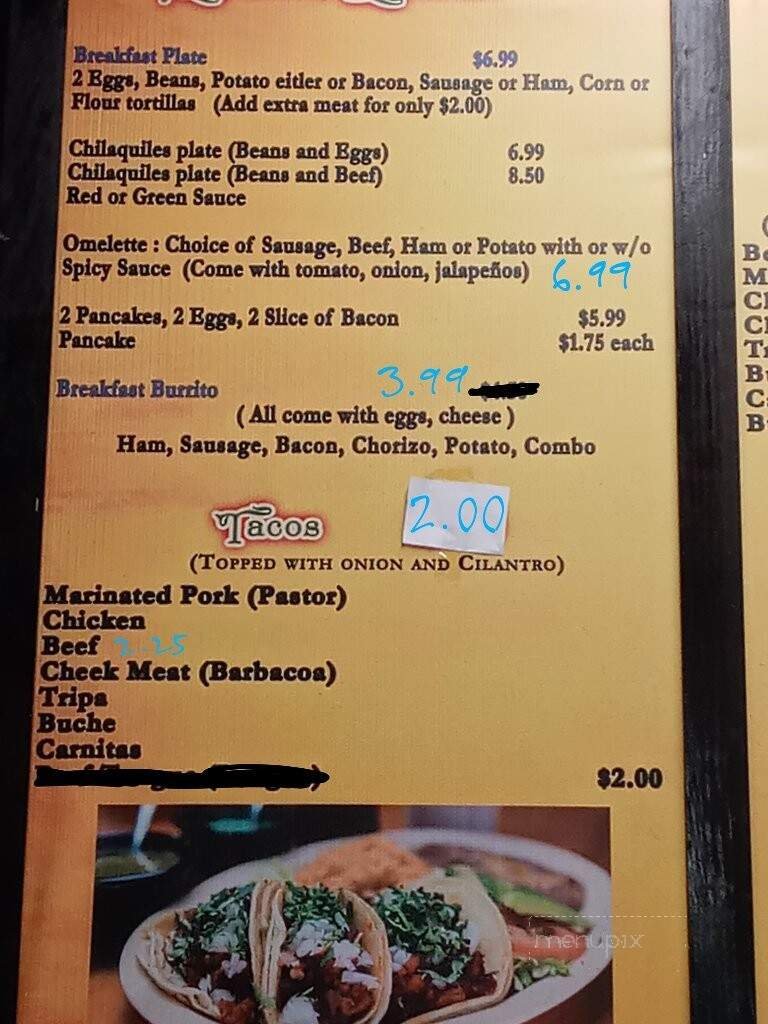 Breakfast Plate $6.99
2 Eggs, Beans, Potato eitler or Bacon, Sausage or Ham, Corn or
Flour tortillas (Add extra meat for only $2.00)
Chilaquiles plate (Beans and Eggs) 6.99
Chilaquiles plate (Beans and Beef) 8.50
Red or Green Sauce
Omelette : Choice of Sausage, Beef, Ham or Potato with or w/o
Spicy Sauce (Come with tomato, onion, jalapeños) 6.99
2 Pancakes, 2 Eggs, 2 Slice of Bacon $5.99
Pancake $1.75 each
Breakfast Burrito 3.99
( All come with eggs, cheese )
Ham, Sausage, Bacon, Chorizo, Potato, Combo
Tacos 2.00
(Topped with onion and Cilantro)
Marinated Pork (Pastor)
Chicken
Beef 2.25
Cheek Meat (Barbacoa)
Tripa
Buche
Carnitas
$2.00
menupix